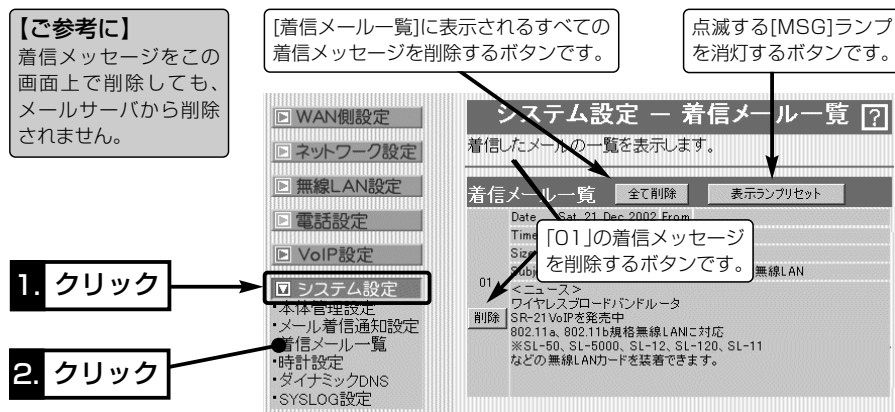 【ご参考に】
着信メッセージをこの
画面上で削除しても、
メールサーバから削除
されません。
[着信メール一覧]に表示されるすべての
着信メッセージを削除するボタンです。
点滅する[MSG]ランプ
を消灯するボタンです。
WAN側設定
ネットワーク設定
無線LAN設定
電話設定
VoIP設定
システム設定
・本体管理設定
・メール着信通知設定
・着信メール一覧
・時計設定
・ダイナミックDNS
・SYSLOG設定
1. クリック
2. クリック
システム設定 － 着信メール一覧 ?
着信したメールの一覧を表示します。
着信メール一覧 全て削除 表示ランプリセット
Date Sat, 21 Dec 2002 From
Time
「01」の着信メッセージ
を削除するボタンです。
無線LAN
01
削除
＜ニュース＞
ワイヤレスブロードバンドルータ
SR-21VoIPを発売中
802.11a、802.11b規格無線LANに対応
※SL-50、SL-5000、SL-12、SL-120、SL-11
などの無線LANカードを装着できます。